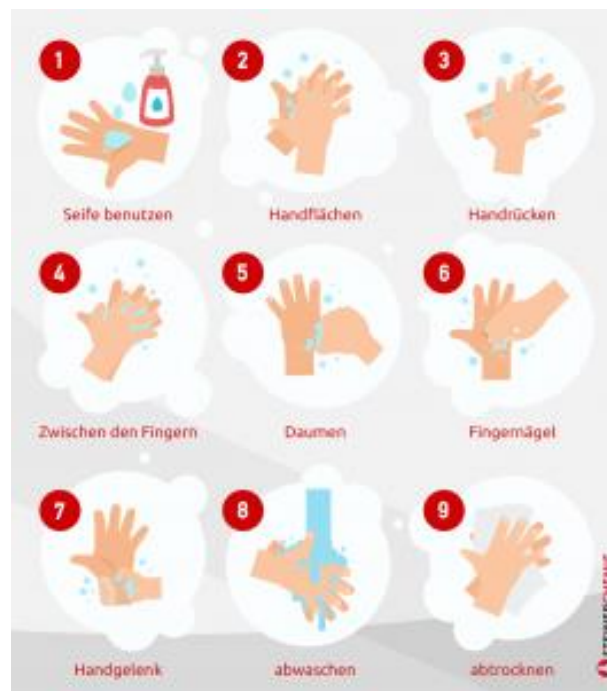 1
2
3
Seife benutzen
Handflächen
Handrücken
4
5
6
Zwischen den Fingern
Daumen
Fingernägel
7
8
9
Handgelenk
abwaschen
abtrocknen